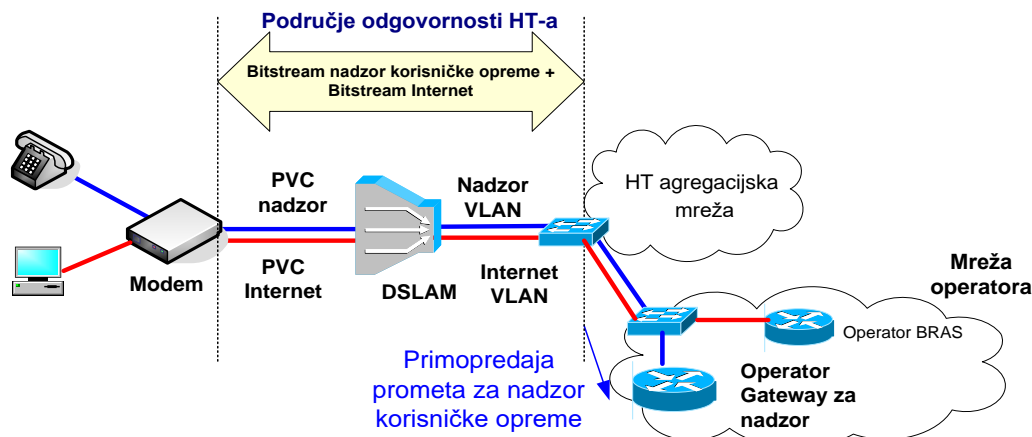 Područje odgovornosti HT-a
Bitstream nadzor korisničke opreme +
Bitstream Internet
HT agregacijska
mreža
PVC
nadzor
Nadzor
VLAN
Modem
PVC
Internet
DSLAM
Internet
VLAN
Mreža
operatora
Operator BRAS
Primopredaja
prometa za nadzor
korisničke opreme
Operator
Gateway za
nadzor